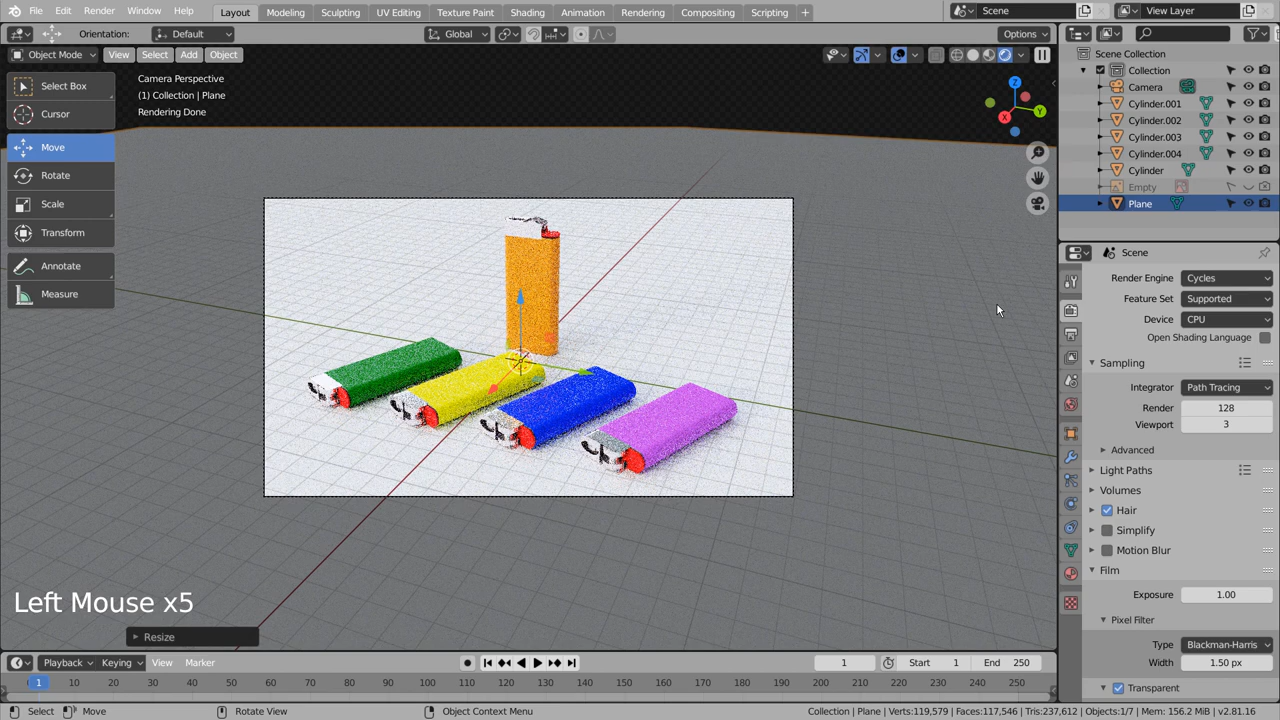 File Edit Render Window Help Layout Modeling Sculpting UV Editing Texture Paint Shading Animation Rendering Compositing Scripting + Scene View Layer
Orientation: Default Global Options
Object Mode View Select Add Object
Camera Perspective
(1) Collection | Plane
Rendering Done
Select Box
Cursor
Move
Rotate
Scale
Transform
Annotate
Measure
Z
Y
X
Left Mouse x5
Resize
Scene Collection
Collection
Camera
Cylinder.001
Cylinder.002
Cylinder.003
Cylinder.004
Cylinder
Empty
Plane
Scene
Render Engine Cycles
Feature Set Supported
Device CPU
Open Shading Language
Sampling
Integrator Path Tracing
Render 128
Viewport 3
Advanced
Light Paths
Volumes
Hair
Simplify
Motion Blur
Film
Exposure 1.00
Pixel Filter
Type Blackman-Harris
Width 1.50 px
Transparent
Playback Keying View Marker 1 Start 1 End 250
1 10 20 30 40 50 60 70 80 90 100 110 120 130 140 150 160 170 180 190 200 210 220 230 240 250
Select Move Rotate View Object Context Menu Collection | Plane | Verts:119,579 | Faces:117,546 | Tris:237,612 | Objects:1/7 | Mem: 156.2 MiB | v2.81.16